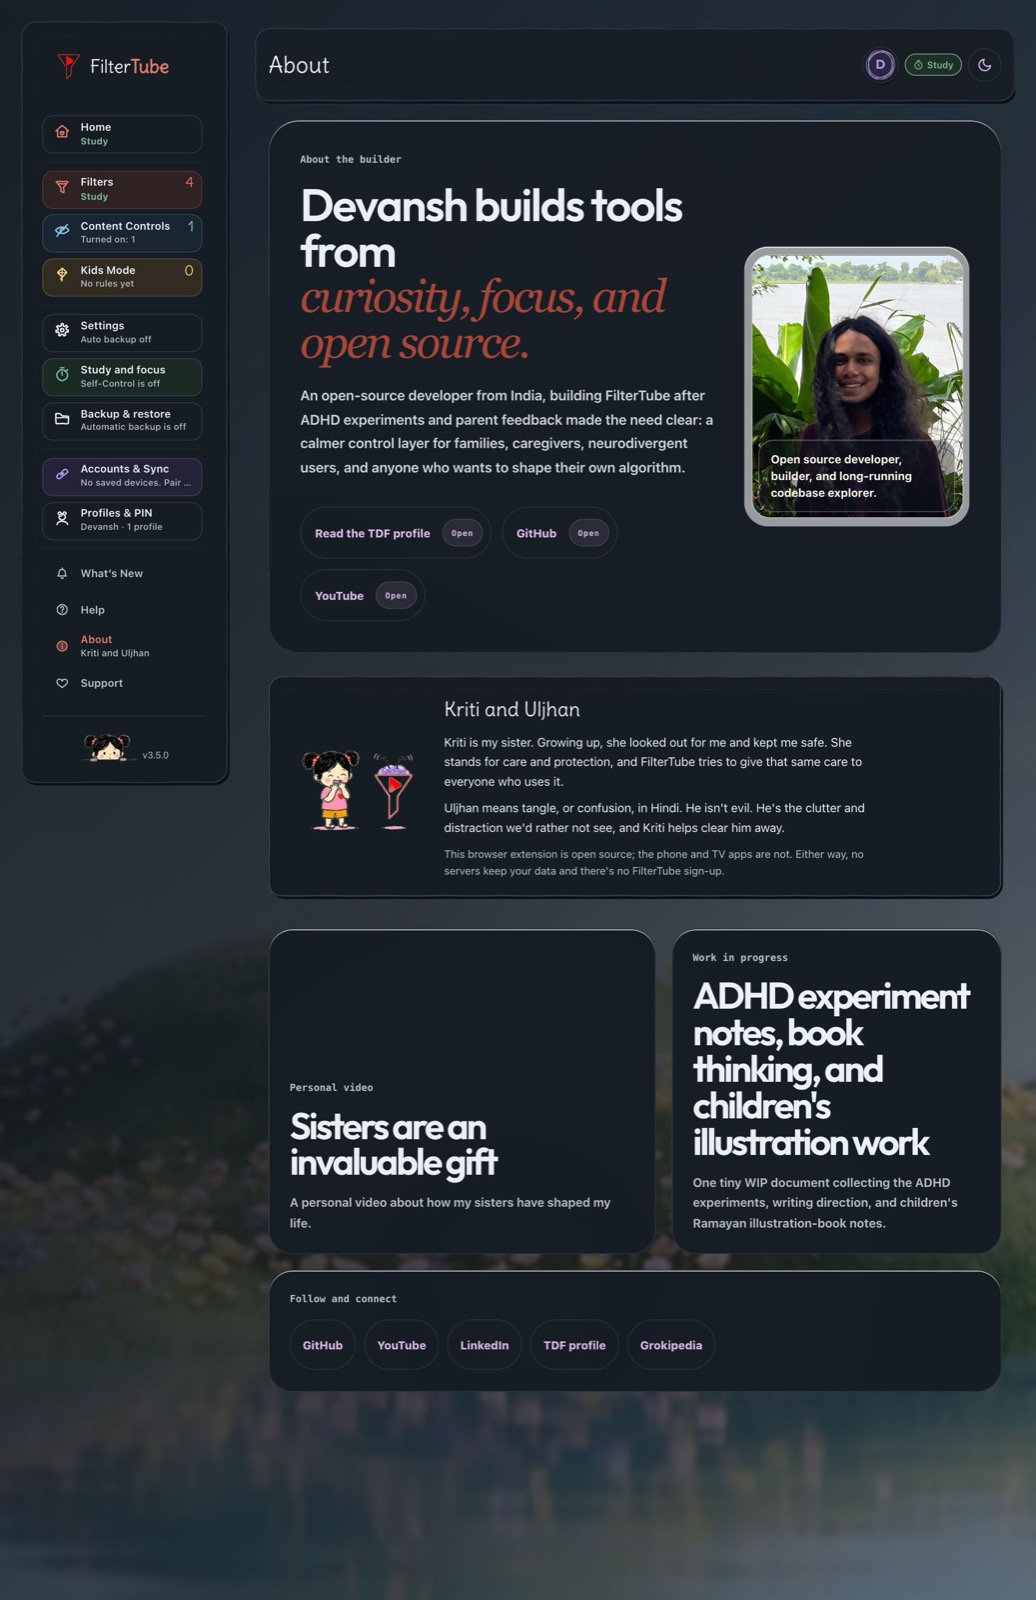 FilterTube
Home
Study
Filters
4
Study
Content Controls
1
Turned on: 1
Kids Mode
0
No rules yet
Settings
Auto backup off
Study and focus
Self-Control is off
Backup & restore
Automatic backup is off
Accounts & Sync
No saved devices. Pair ...
Profiles & PIN
Devansh · 1 profile
What's New
Help
About
Kriti and Uljhan
Support
v3.5.0
About
D
Study
About the builder
Devansh builds tools
from
curiosity, focus, and
open source.
An open-source developer from India, building FilterTube after
ADHD experiments and parent feedback made the need clear: a
calmer control layer for families, caregivers, neurodivergent
users, and anyone who wants to shape their own algorithm.
Read the TDF profile Open
GitHub Open
YouTube Open
Open source developer,
builder, and long-running
codebase explorer.
Kriti and Uljhan
Kriti is my sister. Growing up, she looked out for me and kept me safe. She
stands for care and protection, and FilterTube tries to give that same care to
everyone who uses it.
Uljhan means tangle, or confusion, in Hindi. He isn't evil. He's the clutter and
distraction we'd rather not see, and Kriti helps clear him away.
This browser extension is open source; the phone and TV apps are not. Either way, no
servers keep your data and there's no FilterTube sign-up.
Personal video
Sisters are an
invaluable gift
A personal video about how my sisters have shaped my
life.
Work in progress
ADHD experiment
notes, book
thinking, and
children's
illustration work
One tiny WIP document collecting the ADHD
experiments, writing direction, and children's
Ramayan illustration-book notes.
Follow and connect
GitHub
YouTube
LinkedIn
TDF profile
Grokipedia